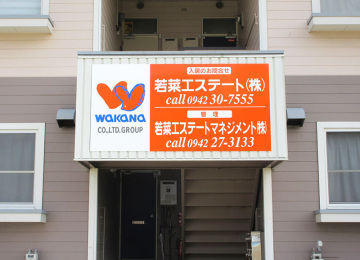 WAKANA
CO.,LTD.GROUP
入居のお問合せ
若菜エステート(株)
call 0942 30-7555
管理
若菜エステートマネジメント(株)
call 0942 27-3133